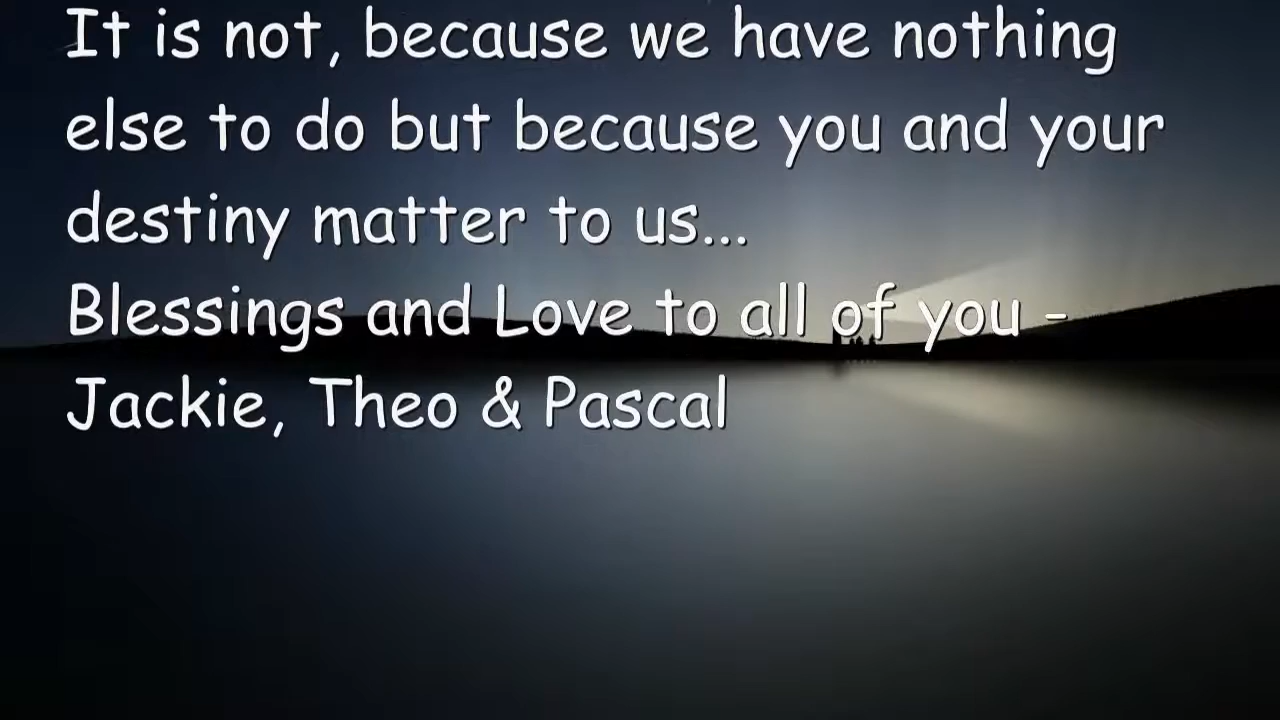 It is not, because we have nothing
else to do but because you and your
destiny matter to us...
Blessings and Love to all of you -
Jackie, Theo & Pascal